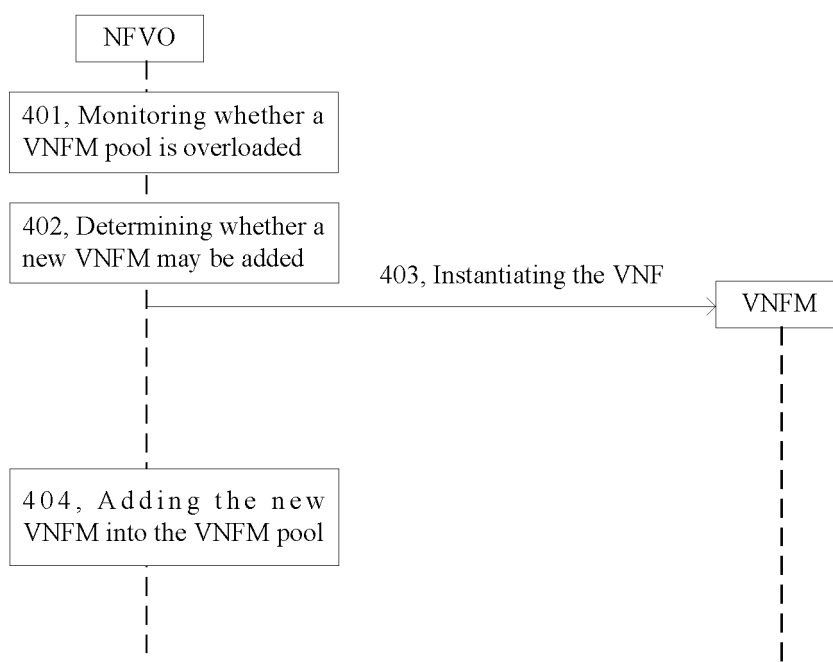 NFVO
401, Monitoring whether a
VNFM pool is overloaded
402, Determining whether a
new VNFM may be added
403, Instantiating the VNF
VNFM
404, Adding the new
VNFM into the VNFM pool